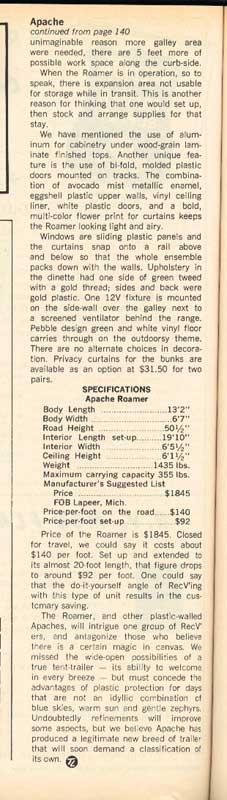 Apache
continued from page 140
unimaginable reason more galley area
were needed, there are 5 feet more of
possible work space along the curb-side.
When the Roamer is in operation, so to
speak, there is expansion area not usable
for storage while in transit. This is another
reason for thinking that one would set up,
then stock and arrange supplies for that
stay.
We have mentioned the use of alum-
inum for cabinetry under wood-grain lam-
inate finished tops. Another unique fea-
ture is the use of bi-fold, molded plastic
doors mounted on tracks. The combina-
tion of avocado mist metallic enamel,
eggshell plastic upper walls, vinyl ceiling
liner, white plastic doors, and a bold,
multi-color flower print for curtains keeps
the Roamer looking light and airy.
Windows are sliding plastic panels and
the curtains snap onto a rail above
and below so that the whole ensemble
packs down with the walls. Upholstery in
the dinette had one side of green tweed
with a gold thread; sides and back were
gold plastic. One 12V fixture is mounted
on the side-wall over the galley next to
a screened ventilator behind the range.
Pebble design green and white vinyl floor
carries through on the outdoorsy theme.
There are no alternate choices in decora-
tion. Privacy curtains for the bunks are
available as an option at $31.50 for two
pairs.
SPECIFICATIONS
Apache Roamer
Body Length ......................13'2"
Body Width ........................6'7"
Road Height ......................50½"
Interior Length set-up..........19'10"
Interior Width ..................6'5½"
Ceiling Height ..................6'1½"
Weight ........................1435 lbs.
Maximum carrying capacity 355 lbs.
Manufacturer's Suggested List
Price ..........................$1845
FOB Lapeer, Mich.
Price-per-foot on the road......$140
Price-per-foot set-up..............$92
Price of the Roamer is $1845. Closed
for travel, we could say it costs about
$140 per foot. Set up and extended to
its almost 20-foot length, that figure drops
to around $92 per foot. One could say
that the do-it-yourself angle of RecV'ing
with this type of unit results in the cus-
tomary saving.
The Roamer, and other plastic-walled
Apaches, will intrigue one group of RecV'
ers, and antagonize those who believe
there is a certain magic in canvas. We
missed the wide-open possibilities of a
true tent-trailer — its ability to welcome
in every breeze — but must concede the
advantages of plastic protection for days
that are not an idyllic combination of
blue skies, warm sun and gentle zephyrs.
Undoubtedly refinements will improve
some aspects, but we believe Apache has
produced a legitimate new breed of trailer
that will soon demand a classification of
its own.